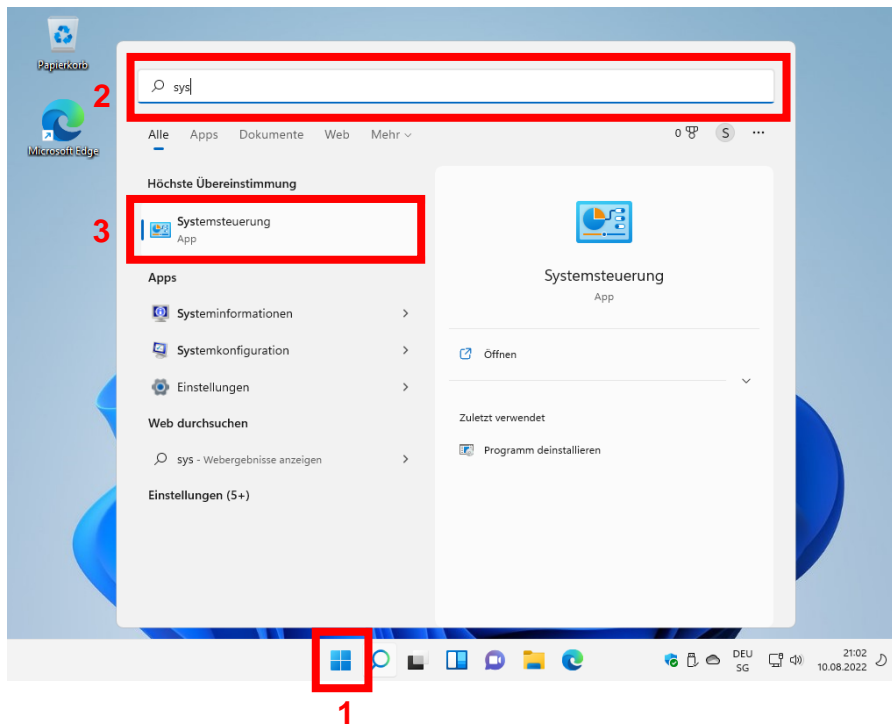 Papierkorb
Microsoft Edge
2
sys
Alle Apps Dokumente Web Mehr
0
S
...
Höchste Übereinstimmung
3
Systemsteuerung
App
Systemsteuerung
App
Apps
Systeminformationen
Systemkonfiguration
Einstellungen
Öffnen
Web durchsuchen
Zuletzt verwendet
sys - Webergebnisse anzeigen
Programm deinstallieren
Einstellungen (5+)
DEU
SG
21:02
10.08.2022
1